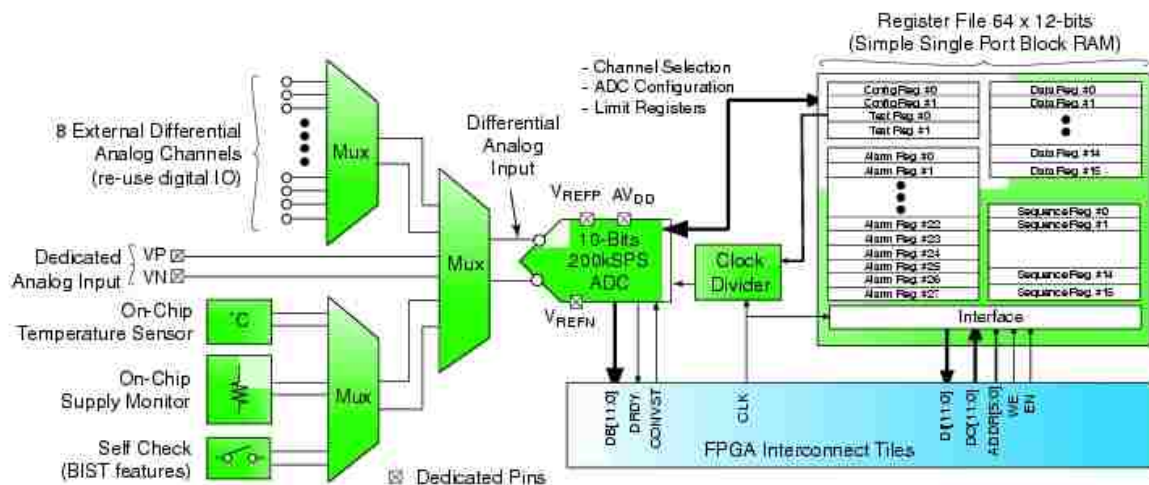 Register File 64 x 12-bits
(Simple Single Port Block RAM)
- Channel Selection
- ADC Configuration
- Limit Registers
8 External Differential
Analog Channels
(re-use digital IO)
Mux
Differential
Analog
Input
VREFP
AVDD
Mux
10-Bits
200kSPS
ADC
VREFN
Clock
Divider
Dedicated
Analog Input
VP
VN
On-Chip
Temperature Sensor
°C
On-Chip
Supply Monitor
Mux
Self Check
(BIST features)
Dedicated Pins
Config Reg. #0
Config Reg. #1
Test Reg. #0
Test Reg. #1
Alarm Reg. #0
Alarm Reg. #1
Alarm Reg. #22
Alarm Reg. #23
Alarm Reg. #24
Alarm Reg. #25
Alarm Reg. #26
Alarm Reg. #27
Data Reg. #0
Data Reg. #1
Data Reg. #14
Data Reg. #15
Sequence Reg. #0
Sequence Reg. #1
Sequence Reg. #14
Sequence Reg. #15
Interface
DB[11:0]
DRDY
CONVST
CLK
DI[11:0]
DO[11:0]
ADDR[5:0]
WE
EN
FPGA Interconnect Tiles